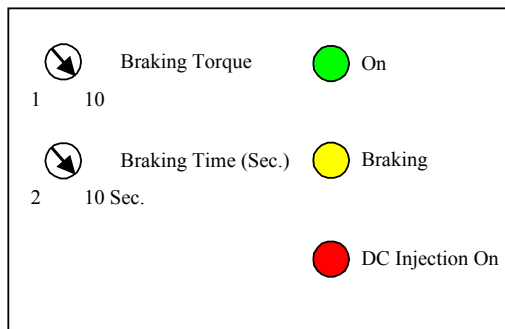 Braking Torque
1 10
Braking Time (Sec.)
2 10 Sec.
On
Braking
DC Injection On